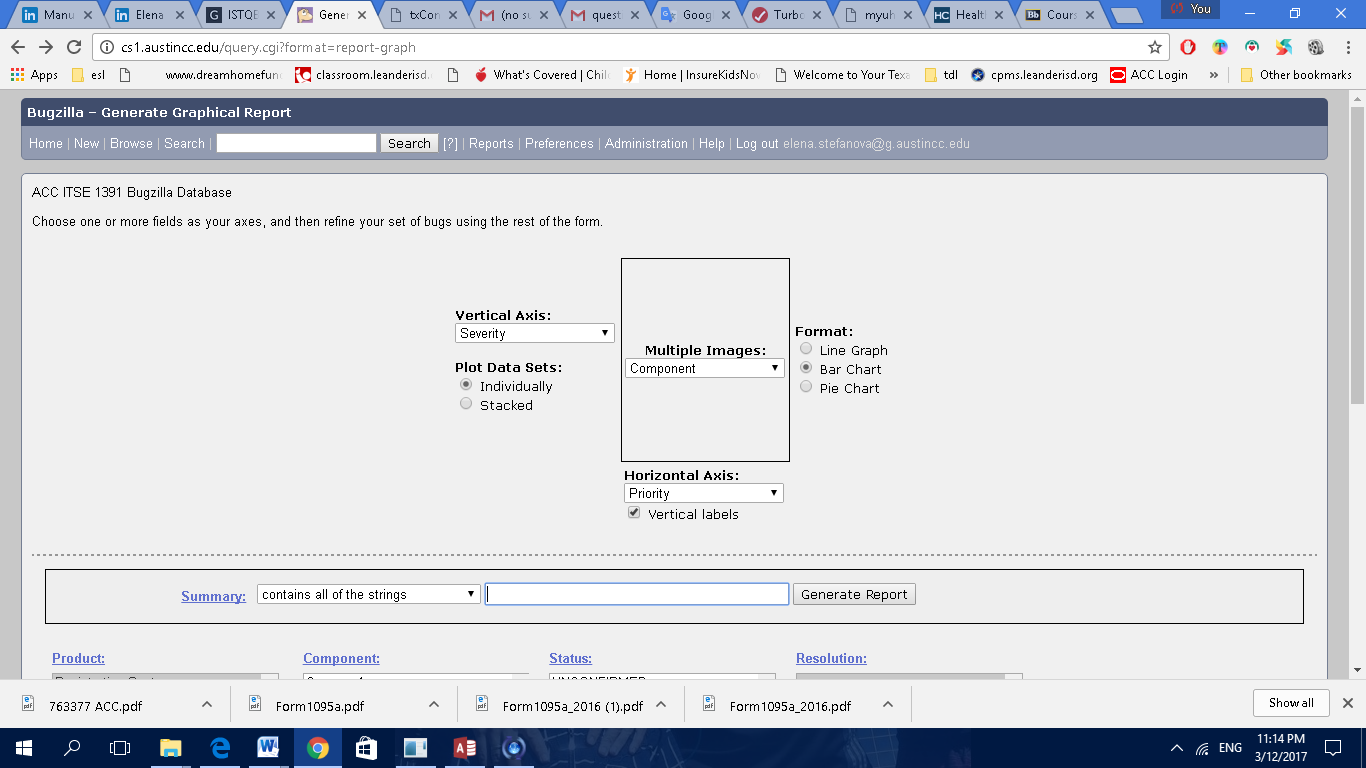 Manu
Elena
ISTQE
Gener
txCon
(no su
quest
Goog
Turbo
myuh
Health
Cours
You
cs1.austincc.edu/query.cgi?format=report-graph
Apps
esl
www.dreamhomefun
classroom.leanderisd.
What's Covered | Chil
Home | InsureKidsNo
Welcome to Your Texa
tdl
cpms.leanderisd.org
ACC Login
»
Other bookmarks
Bugzilla – Generate Graphical Report
Home | New | Browse | Search | Search [?] | Reports | Preferences | Administration | Help | Log out elena.stefanova@g.austincc.edu
ACC ITSE 1391 Bugzilla Database
Choose one or more fields as your axes, and then refine your set of bugs using the rest of the form.
Vertical Axis:
Severity
Plot Data Sets:
Individually
Stacked
Multiple Images:
Component
Format:
Line Graph
Bar Chart
Pie Chart
Horizontal Axis:
Priority
Vertical labels
Summary: contains all of the strings Generate Report
Product: Component: Status: Resolution:
UNCONFIRMED
763377 ACC.pdf
Form1095a.pdf
Form1095a_2016 (1).pdf
Form1095a_2016.pdf
Show all
ENG
11:14 PM
3/12/2017